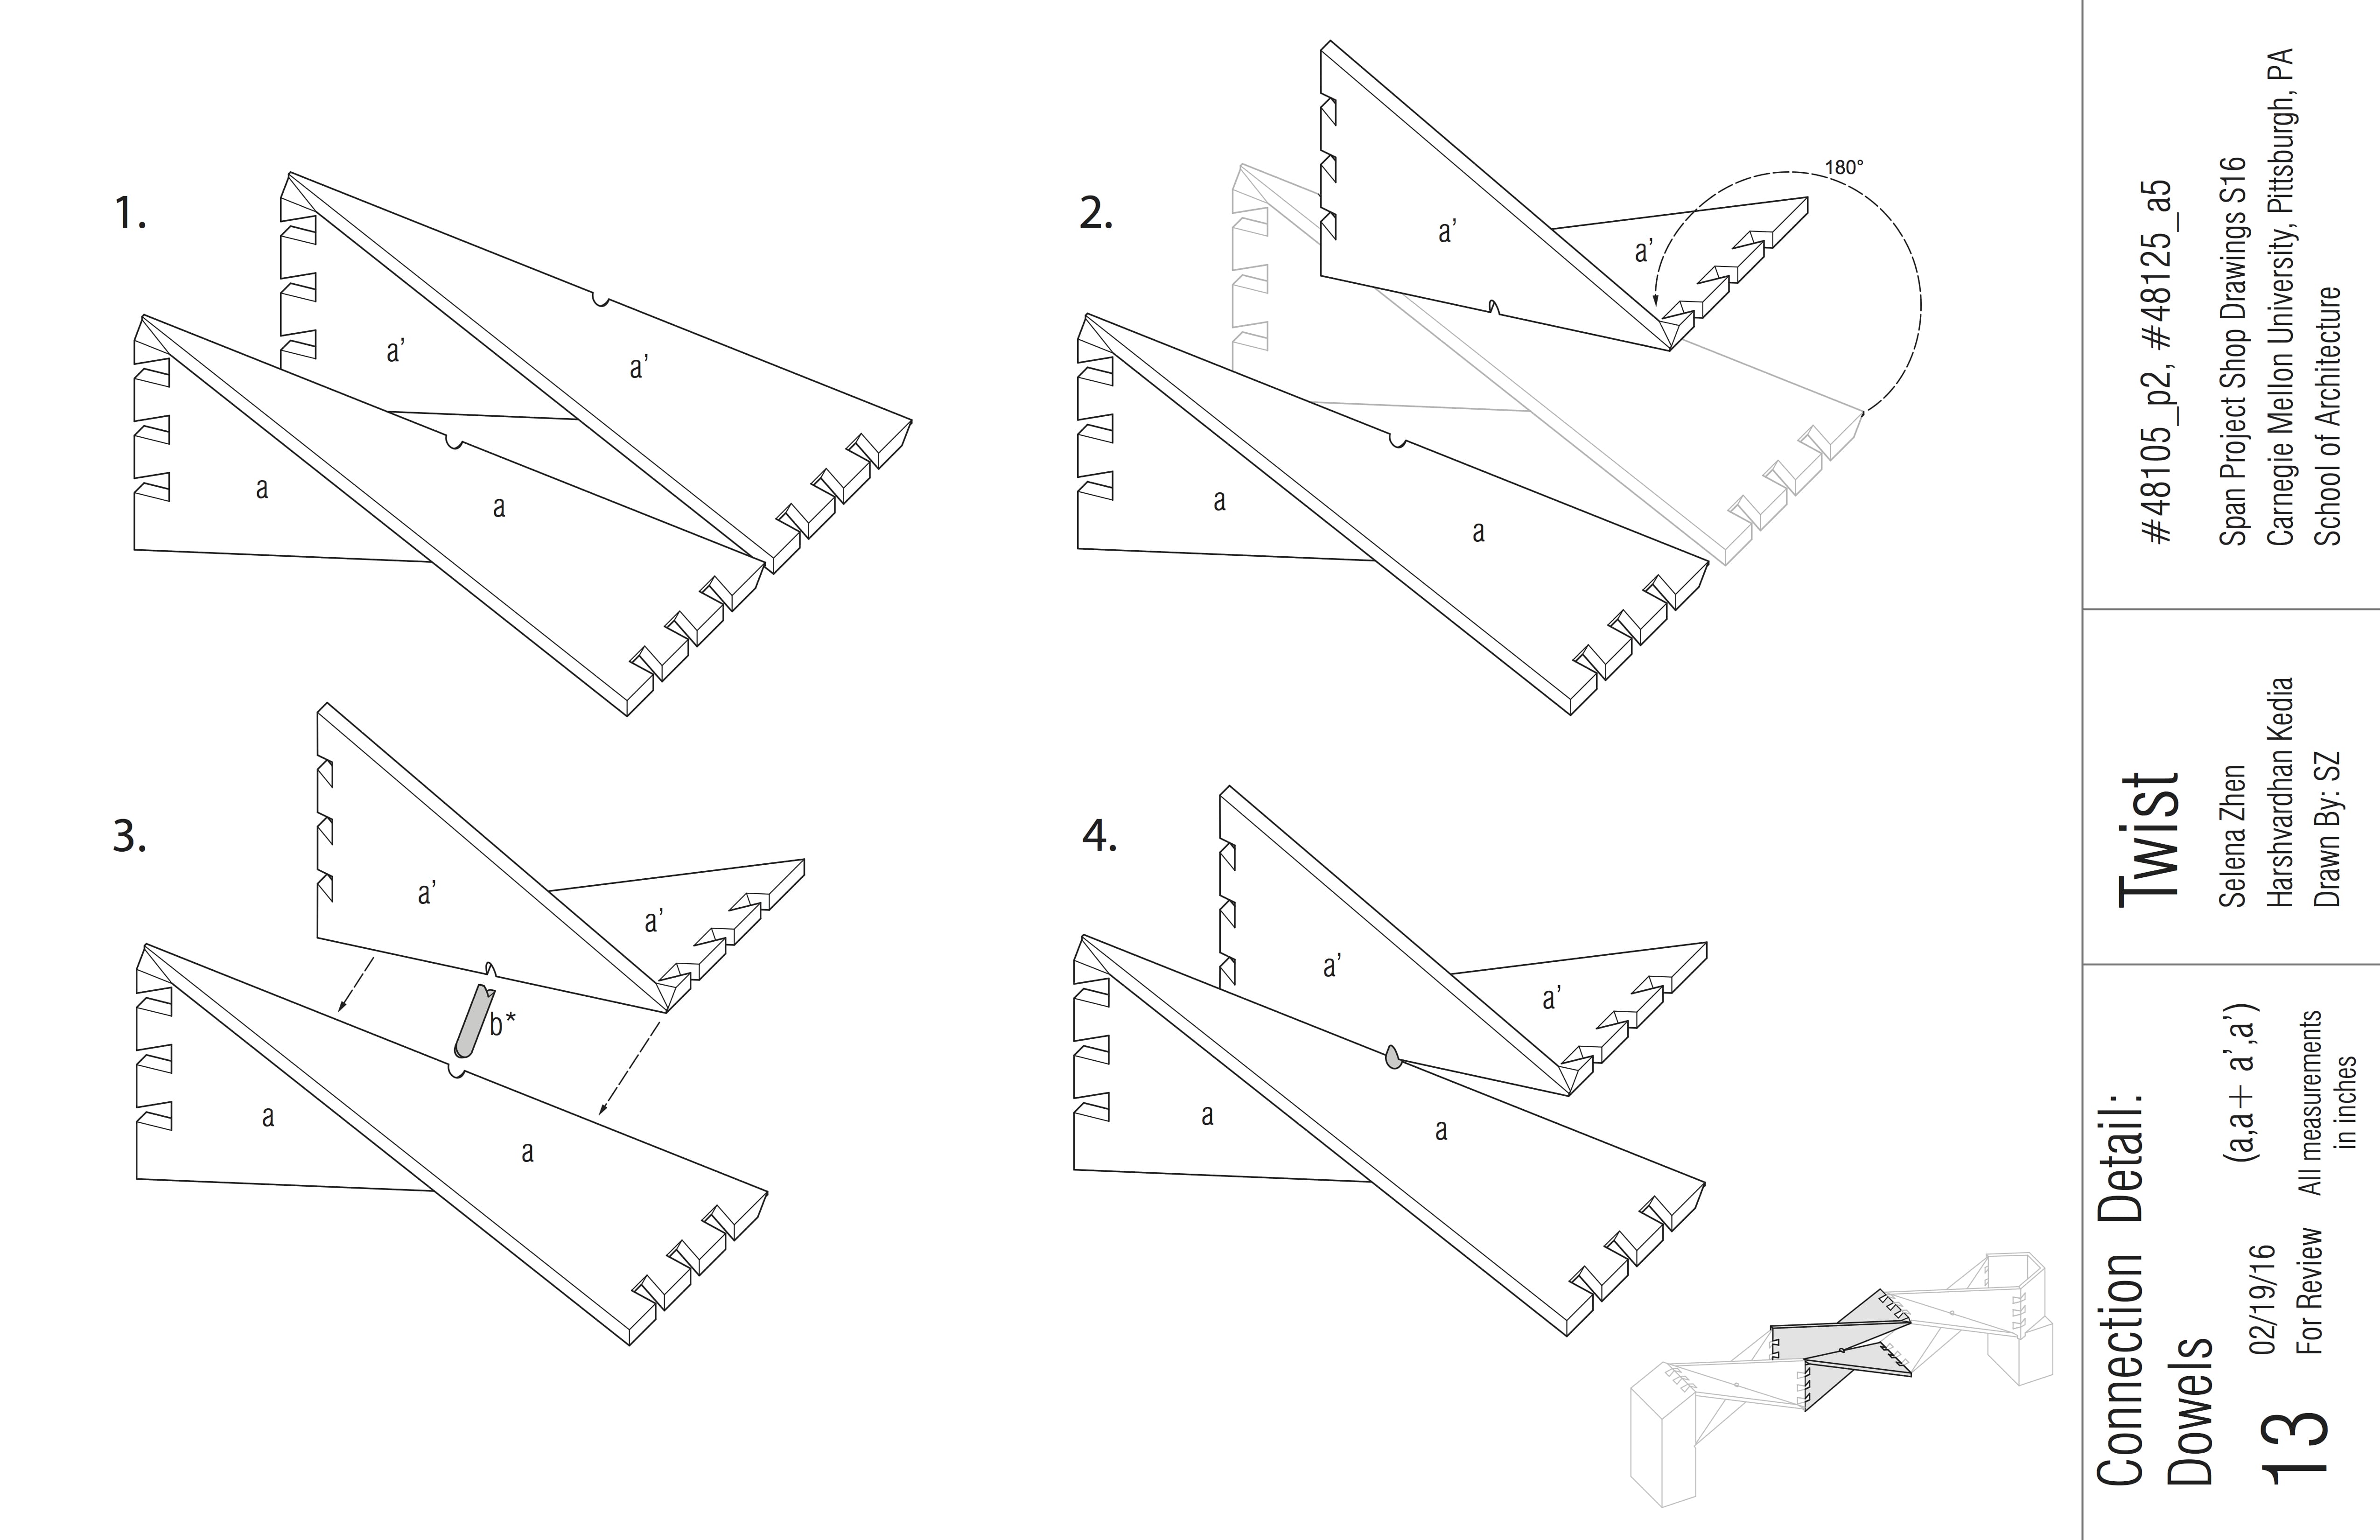 1.
a'
a'
a
a
2.
180°
a'
a'
a
a
3.
a'
a'
b*
a
a
4.
a'
a'
a
a
#48105_p2, #48125_a5
Span Project Shop Drawings S16
Carnegie Mellon University, Pittsburgh, PA
School of Architecture
Twist
Selena Zhen
Harshvardhan Kedia
Drawn By: SZ
Connection Detail:
Dowels
(a,a+ a',a')
13
02/19/16
For Review
All measurements
in inches